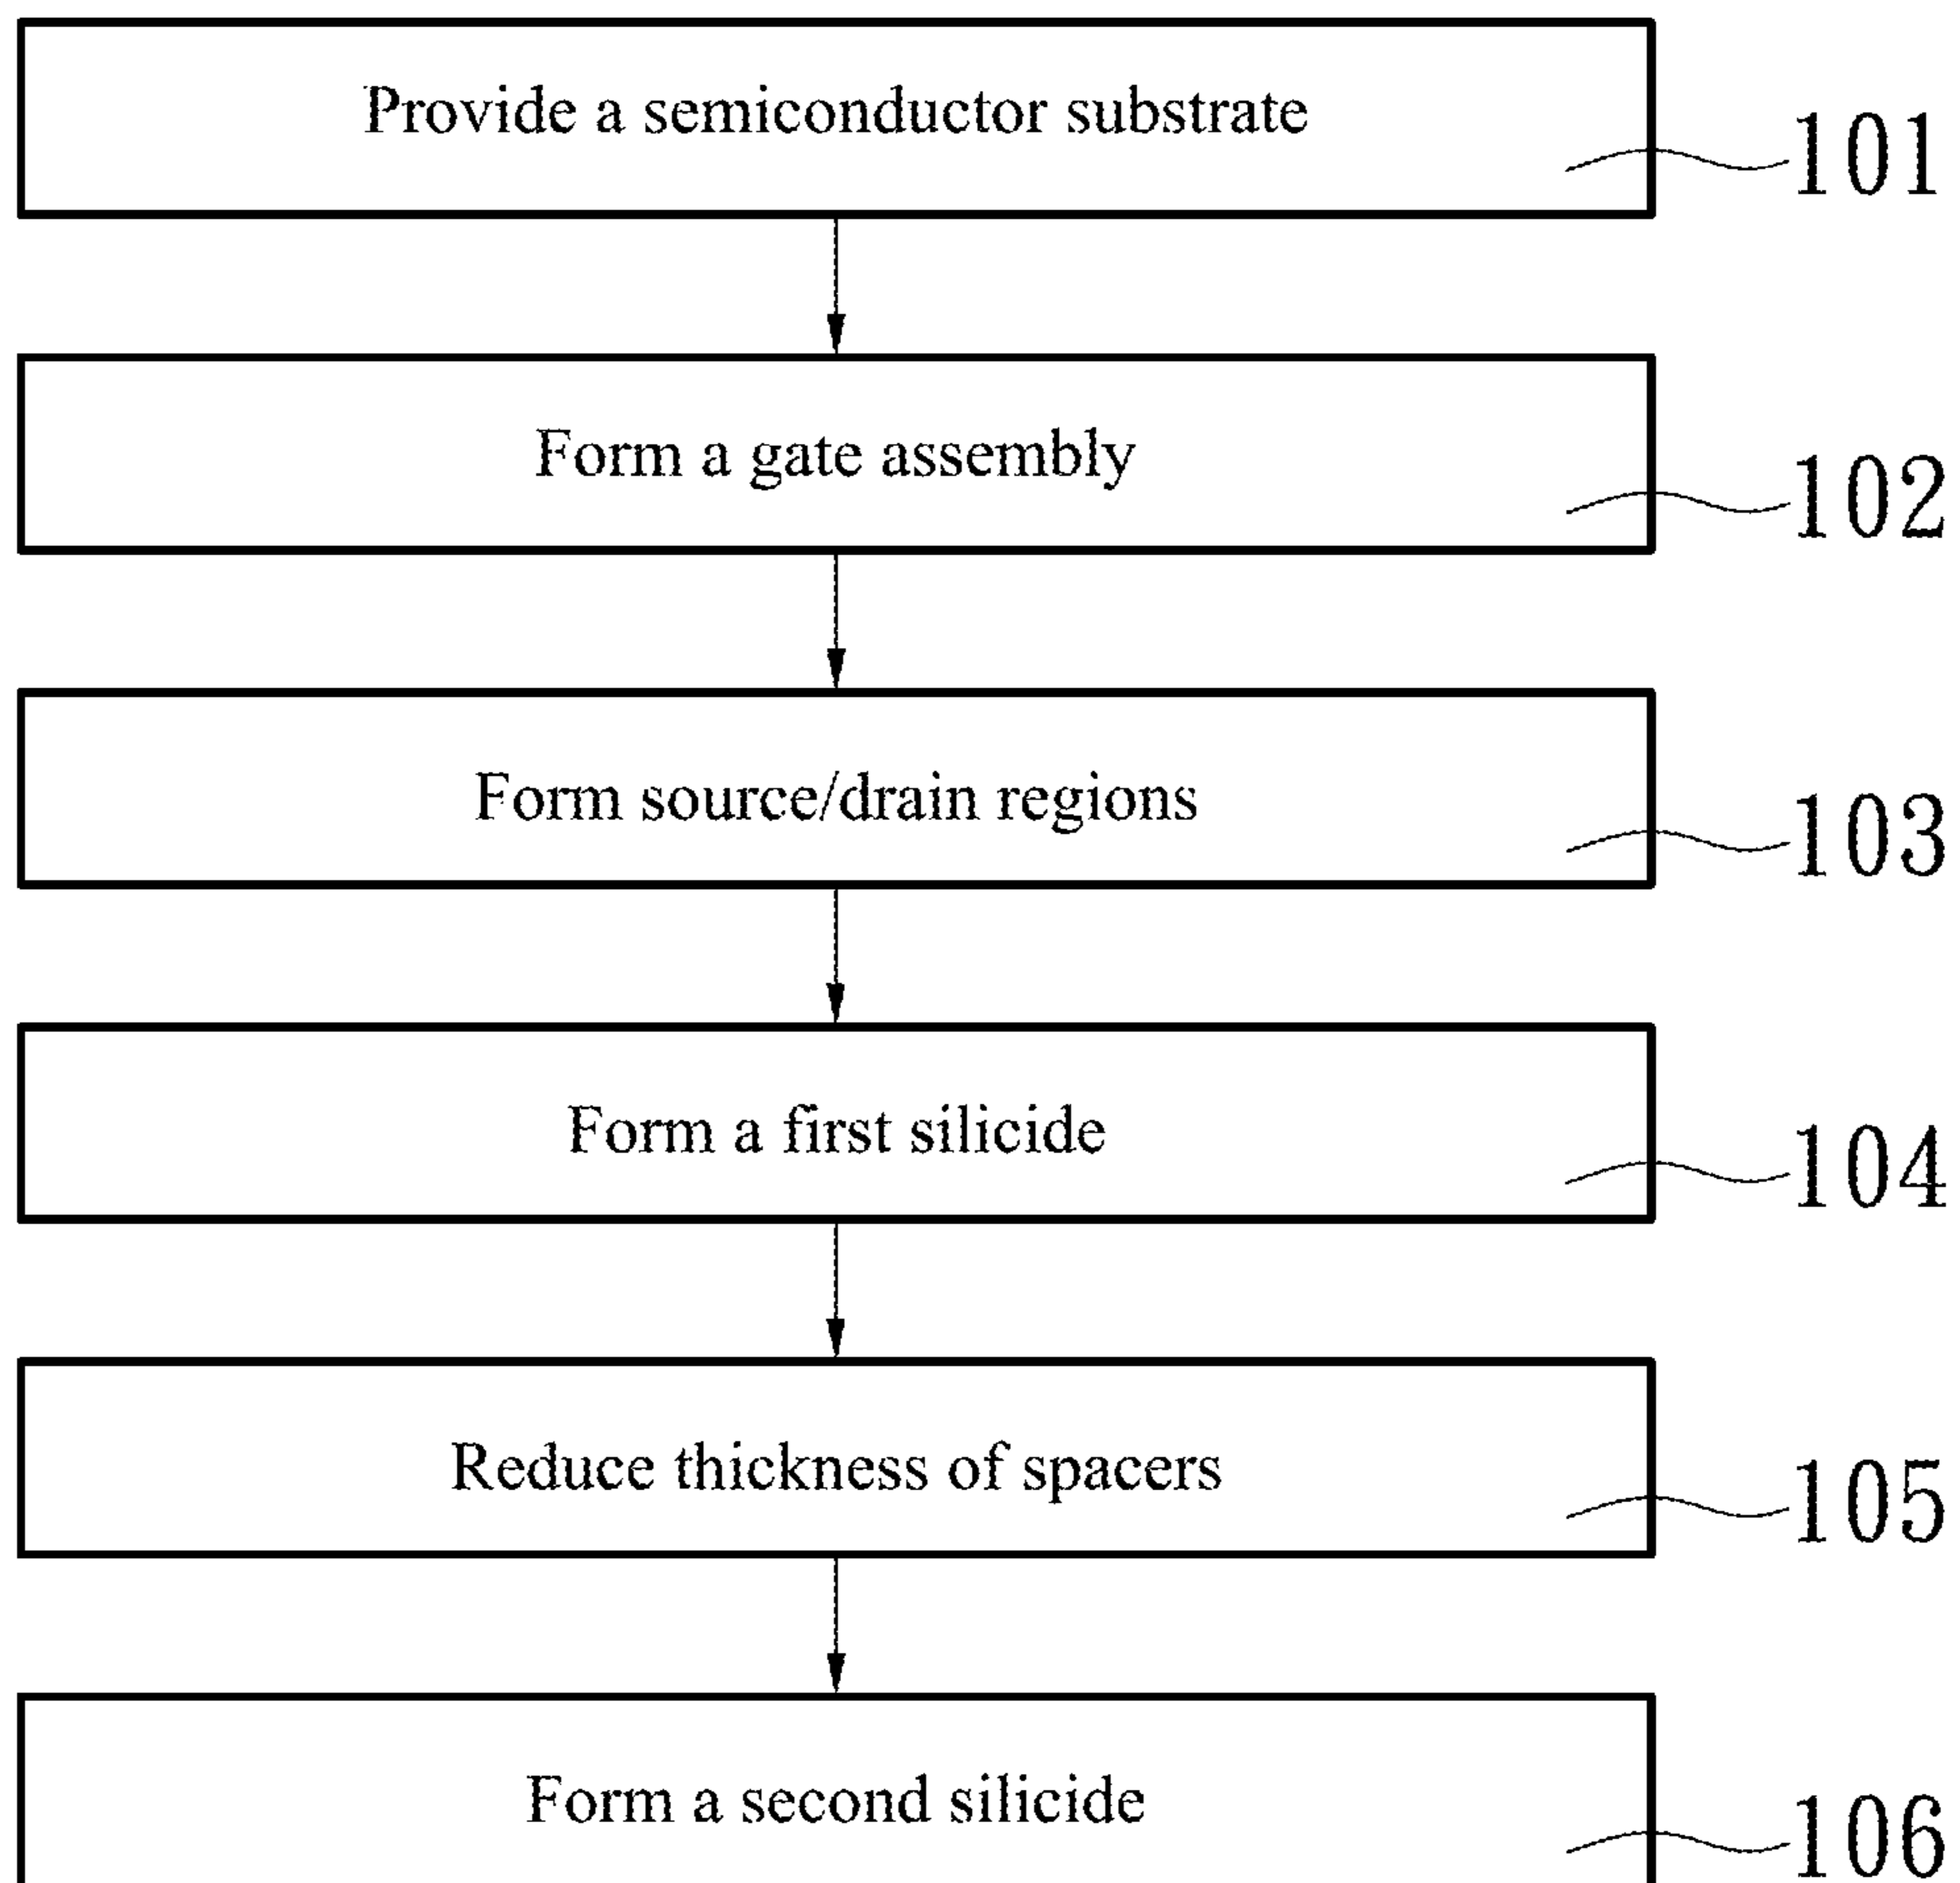 Provide a semiconductor substrate
101
Form a gate assembly
102
Form source/drain regions
103
Form a first silicide
104
Reduce thickness of spacers
105
Form a second silicide
106